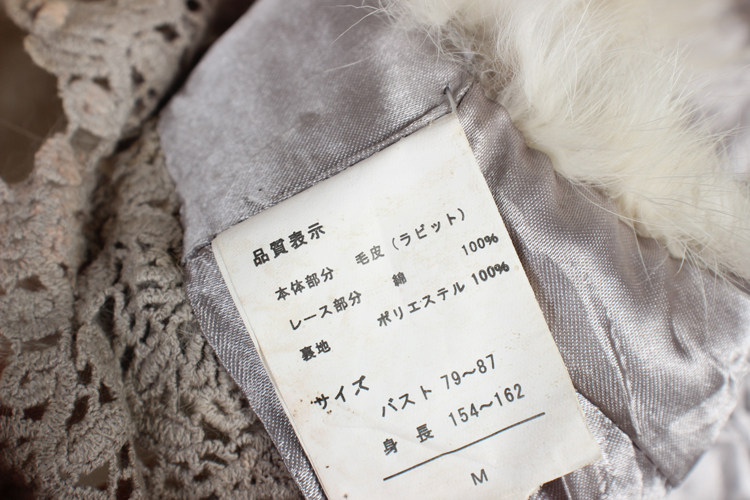 品質表示
本体部分 毛皮（ラビット）
レース部分 綿 100%
裏地 ポリエステル 100%
サイズ
バスト 79～87
身長 154～162
M